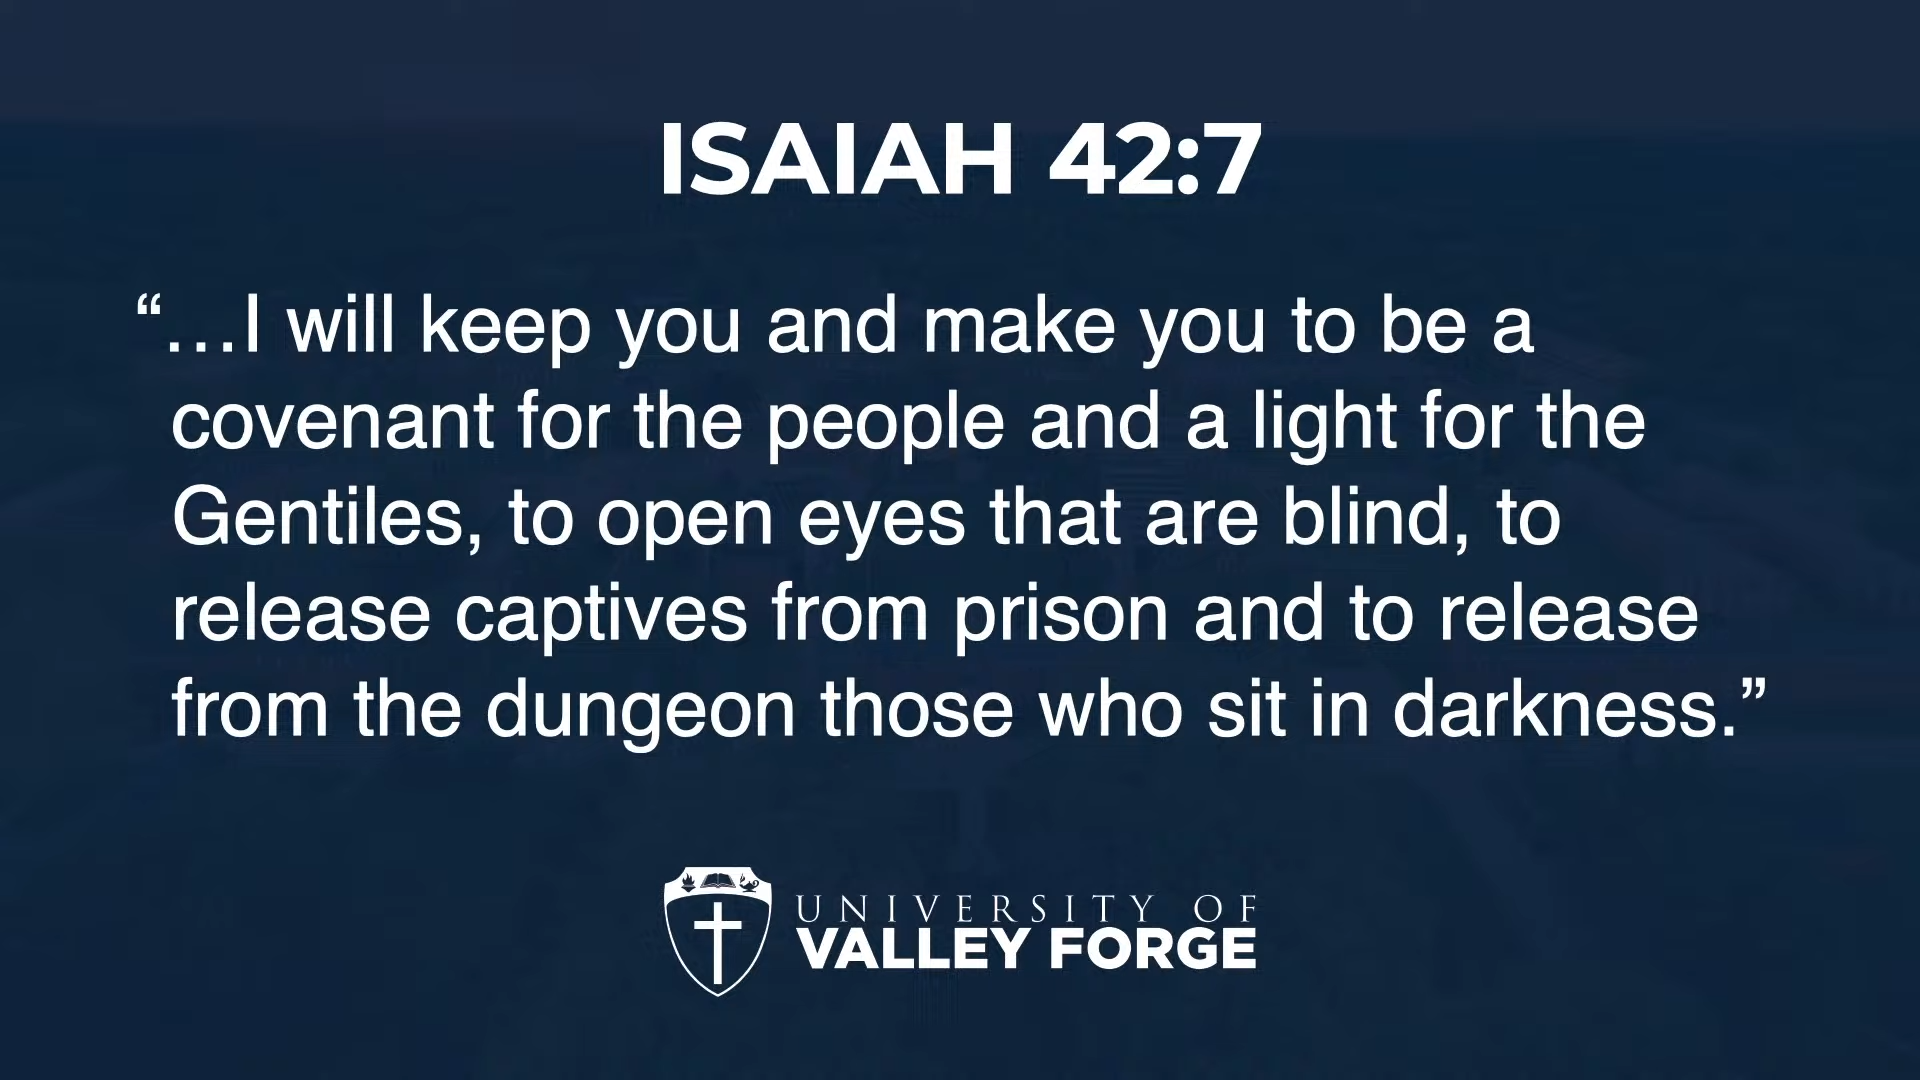 ISAIAH 42:7
“…I will keep you and make you to be a
covenant for the people and a light for the
Gentiles, to open eyes that are blind, to
release captives from prison and to release
from the dungeon those who sit in darkness.”
UNIVERSITY OF
VALLEY FORGE